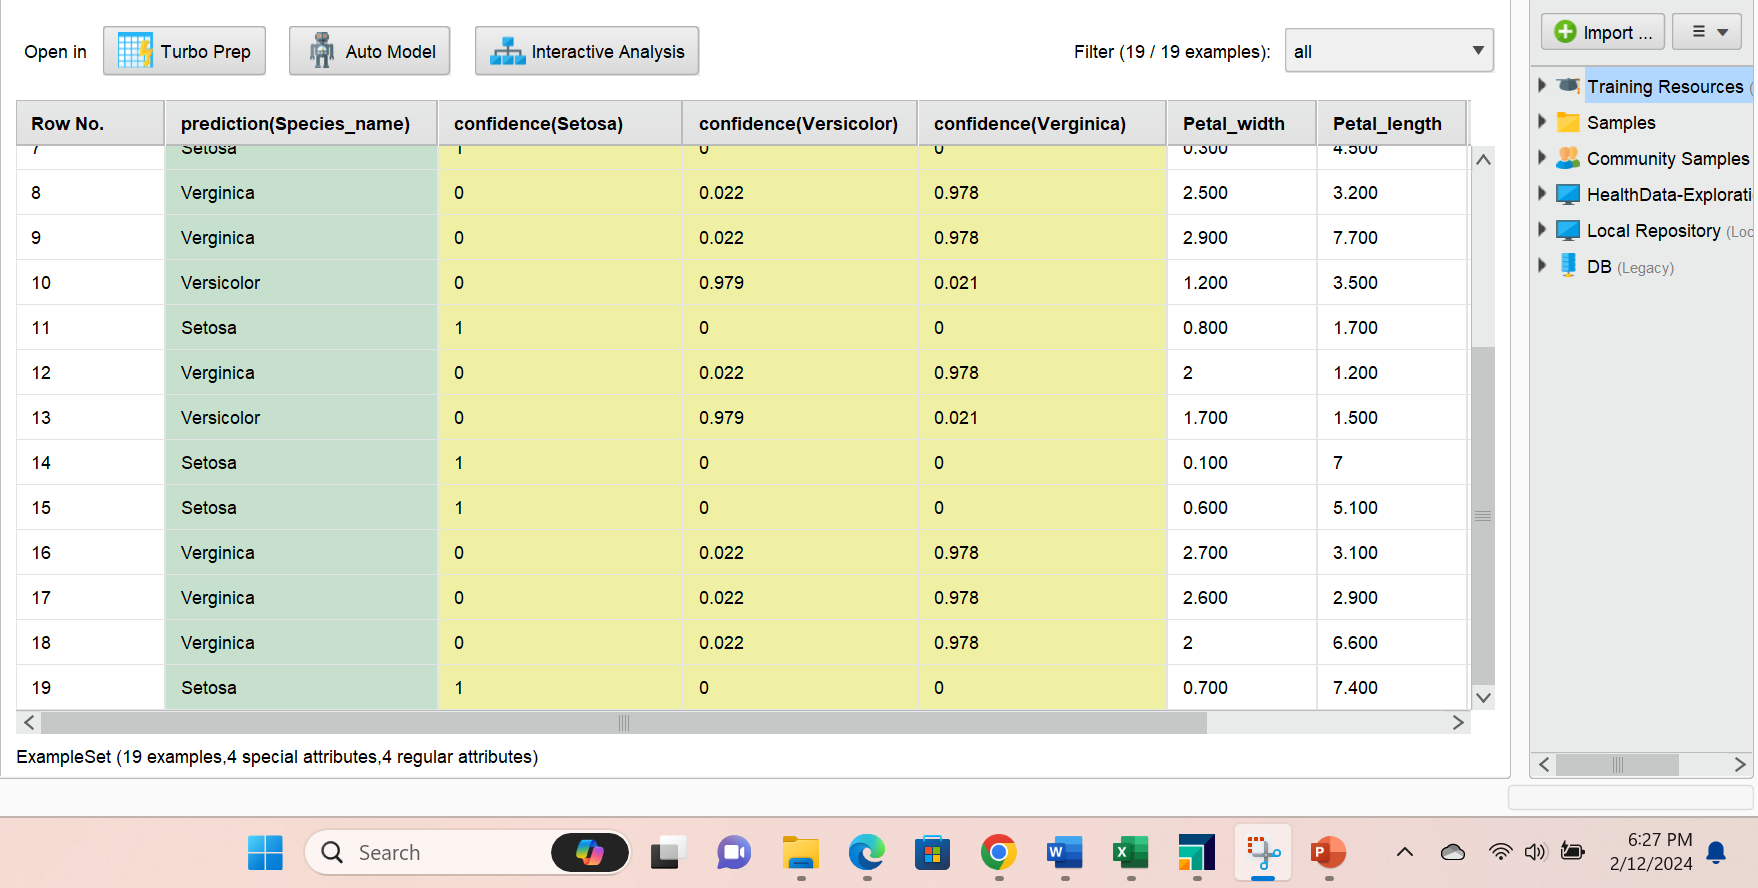 Open in Turbo Prep Auto Model Interactive Analysis Filter (19 / 19 examples): all
Row No. prediction(Species_name) confidence(Setosa) confidence(Versicolor) confidence(Verginica) Petal_width Petal_length
7 Setosa 1 0 0 0.300 4.500
8 Verginica 0 0.022 0.978 2.500 3.200
9 Verginica 0 0.022 0.978 2.900 7.700
10 Versicolor 0 0.979 0.021 1.200 3.500
11 Setosa 1 0 0 0.800 1.700
12 Verginica 0 0.022 0.978 2 1.200
13 Versicolor 0 0.979 0.021 1.700 1.500
14 Setosa 1 0 0 0.100 7
15 Setosa 1 0 0 0.600 5.100
16 Verginica 0 0.022 0.978 2.700 3.100
17 Verginica 0 0.022 0.978 2.600 2.900
18 Verginica 0 0.022 0.978 2 6.600
19 Setosa 1 0 0 0.700 7.400
ExampleSet (19 examples,4 special attributes,4 regular attributes)
Import ...
Training Resources (
Samples
Community Samples
HealthData-Explorati
Local Repository (Loc
DB (Legacy)
Search
W
X
P
6:27 PM
2/12/2024